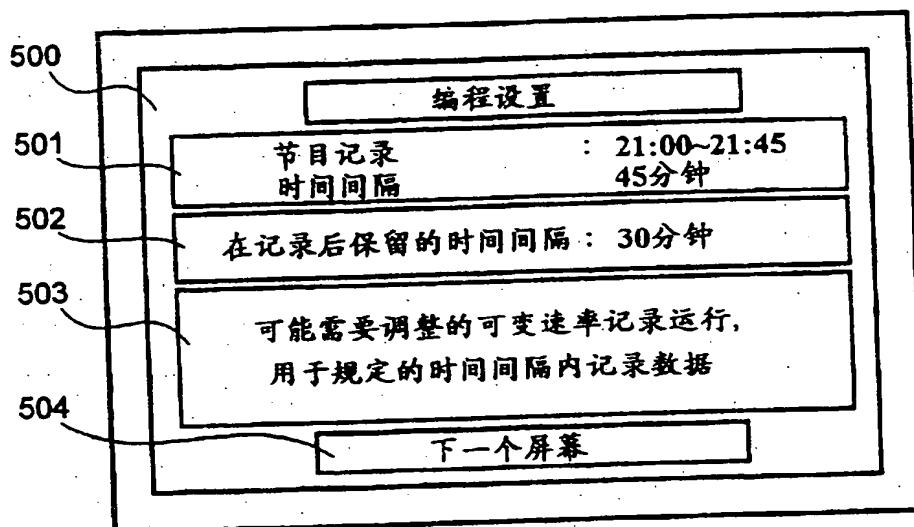 500
编程设置
501
节目记录 : 21:00~21:45
时间间隔 45分钟
502
在记录后保留的时间间隔: 30分钟
503
可能需要调整的可变速率记录运行,
用于规定的时间间隔内记录数据
504
下一个屏幕